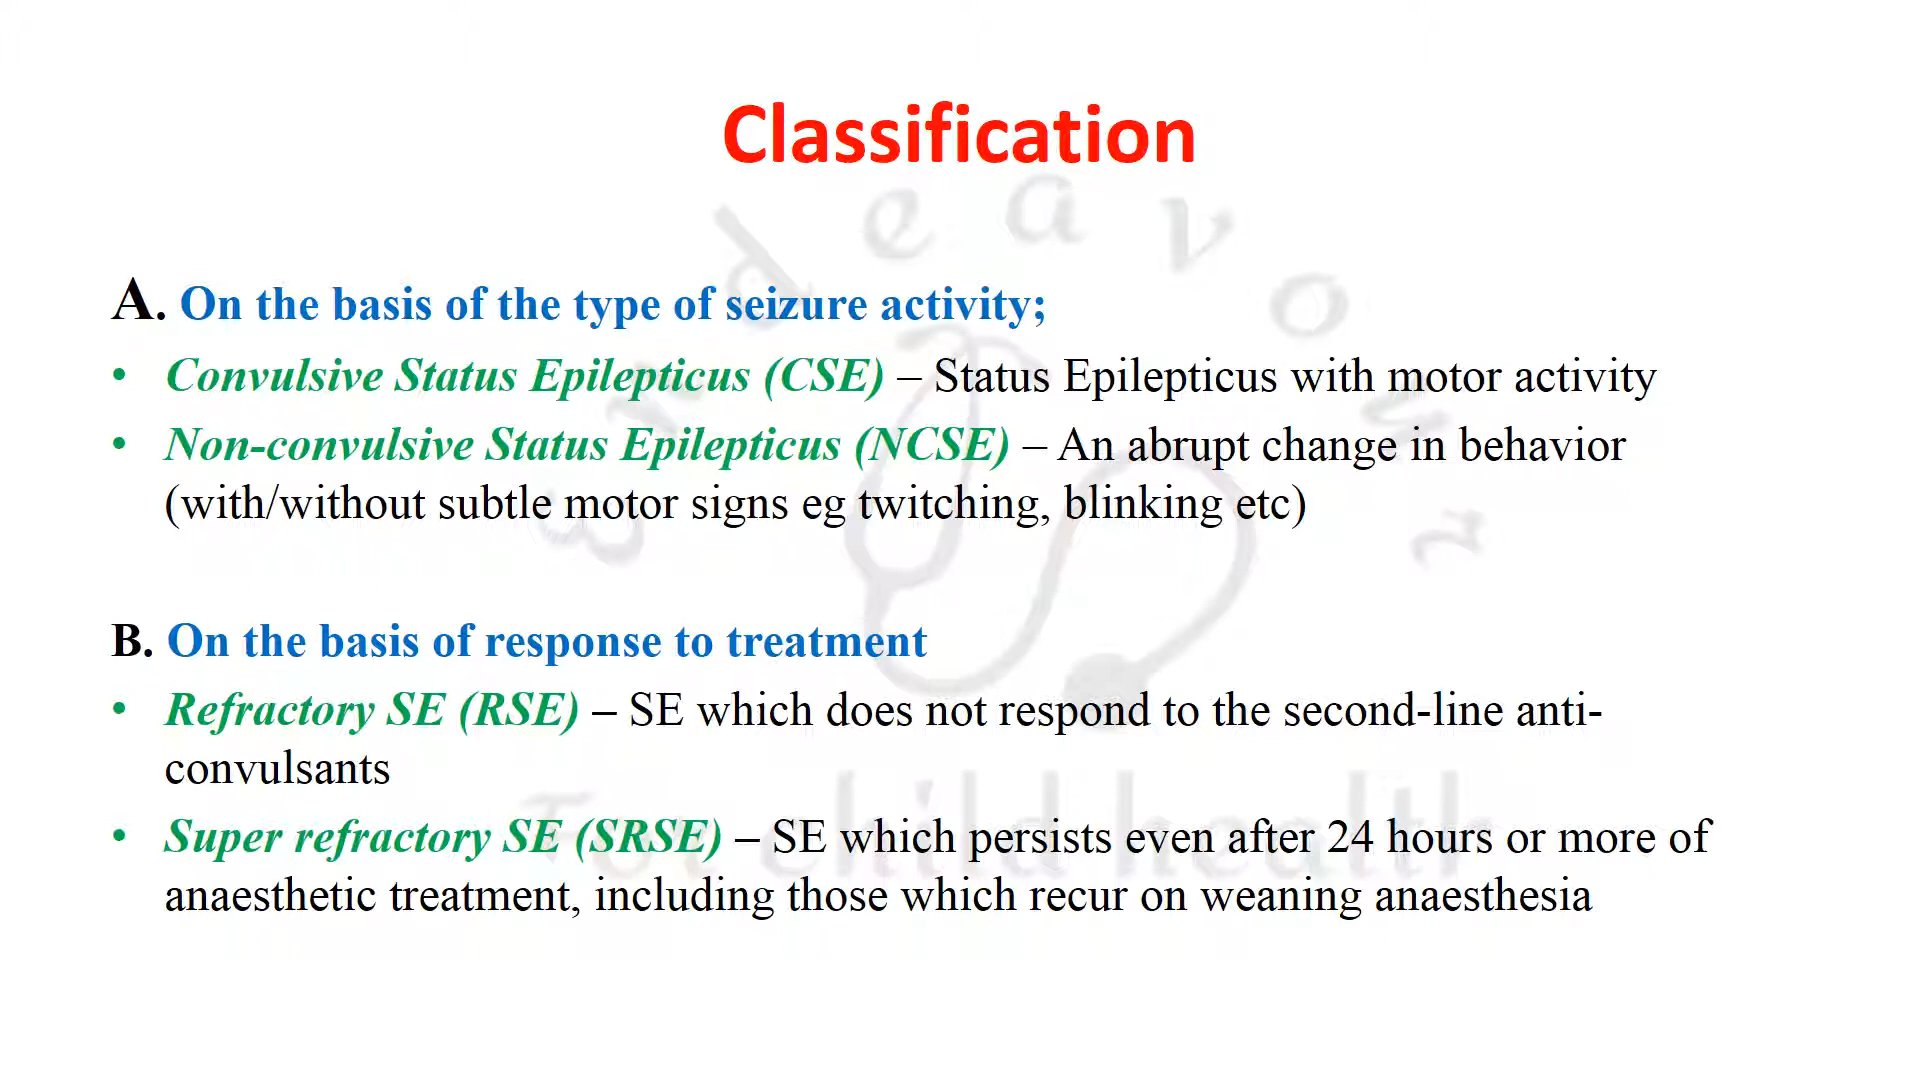 Classification
A. On the basis of the type of seizure activity;
• Convulsive Status Epilepticus (CSE) – Status Epilepticus with motor activity
• Non-convulsive Status Epilepticus (NCSE) – An abrupt change in behavior
(with/without subtle motor signs eg twitching, blinking etc)
B. On the basis of response to treatment
• Refractory SE (RSE) – SE which does not respond to the second-line anti-
convulsants
• Super refractory SE (SRSE) – SE which persists even after 24 hours or more of
anaesthetic treatment, including those which recur on weaning anaesthesia
endeavour
For child health